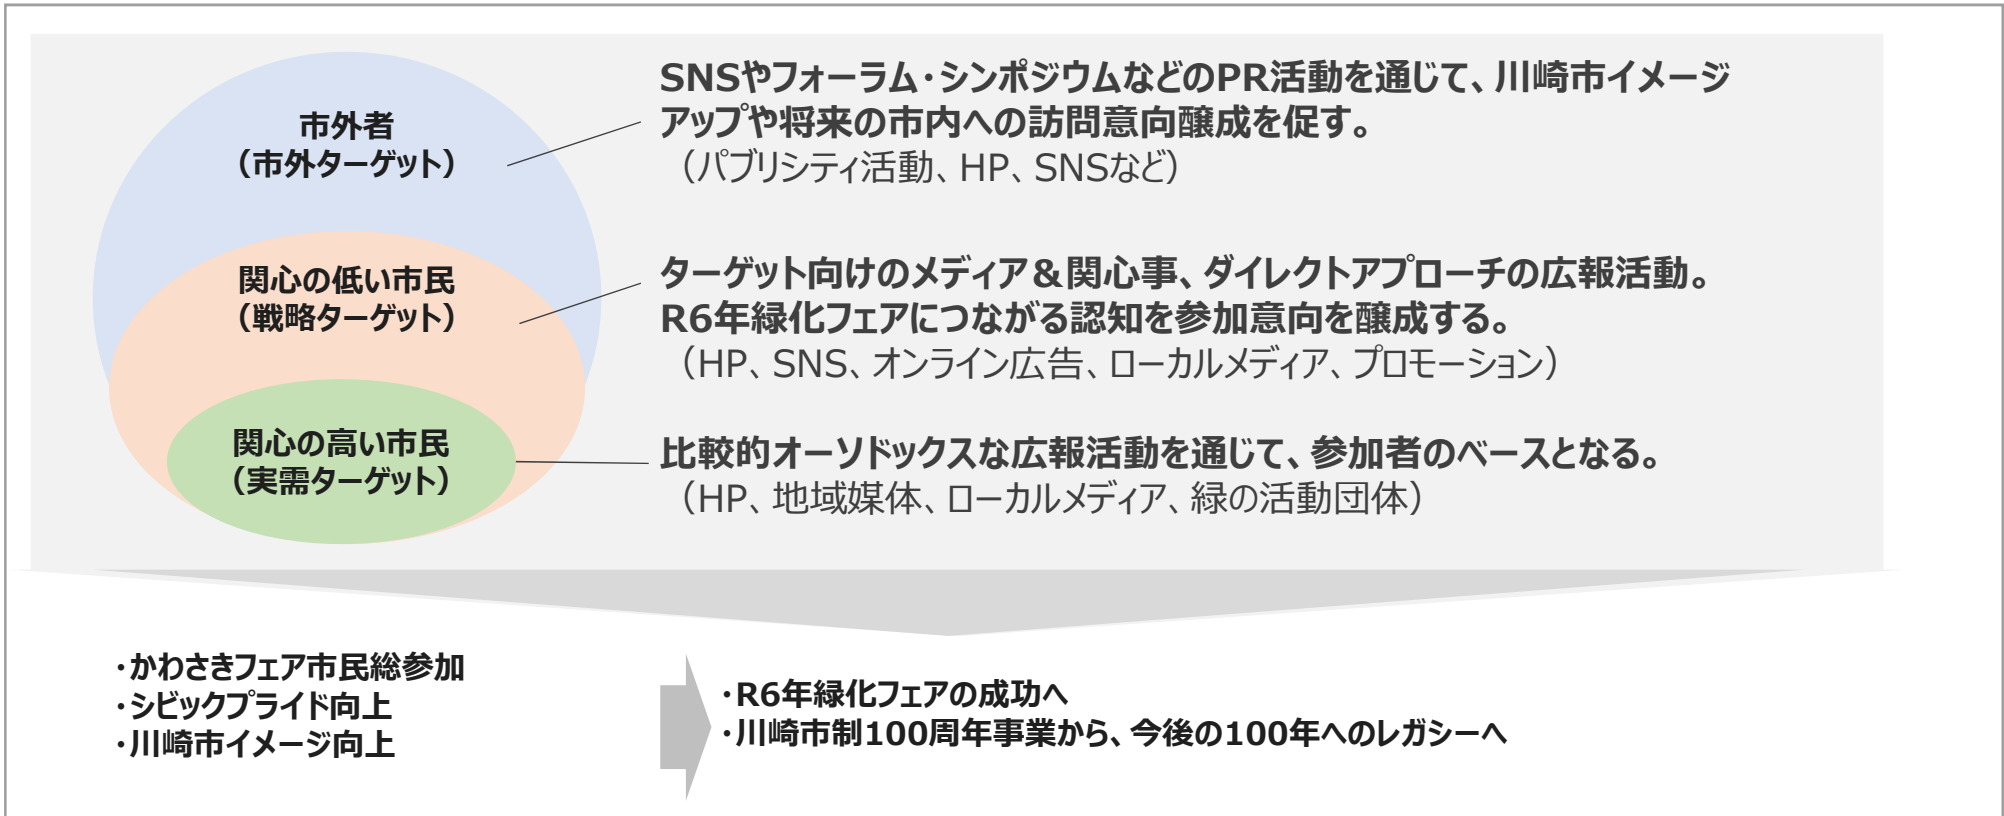 市外者
（市外ターゲット）
SNSやフォーラム・シンポジウムなどのPR活動を通じて、川崎市イメージ
アップや将来の市内への訪問意向醸成を促す。
（パブリシティ活動、HP、SNSなど）
関心の低い市民
（戦略ターゲット）
ターゲット向けのメディア＆関心事、ダイレクトアプローチの広報活動。
R6年緑化フェアにつながる認知を参加意向を醸成する。
（HP、SNS、オンライン広告、ローカルメディア、プロモーション）
関心の高い市民
（実需ターゲット）
比較的オーソドックスな広報活動を通じて、参加者のベースとなる。
（HP、地域媒体、ローカルメディア、緑の活動団体）
・かわさきフェア市民総参加
・シビックプライド向上
・川崎市イメージ向上
・R6年緑化フェアの成功へ
・川崎市制100周年事業から、今後の100年へのレガシーへ